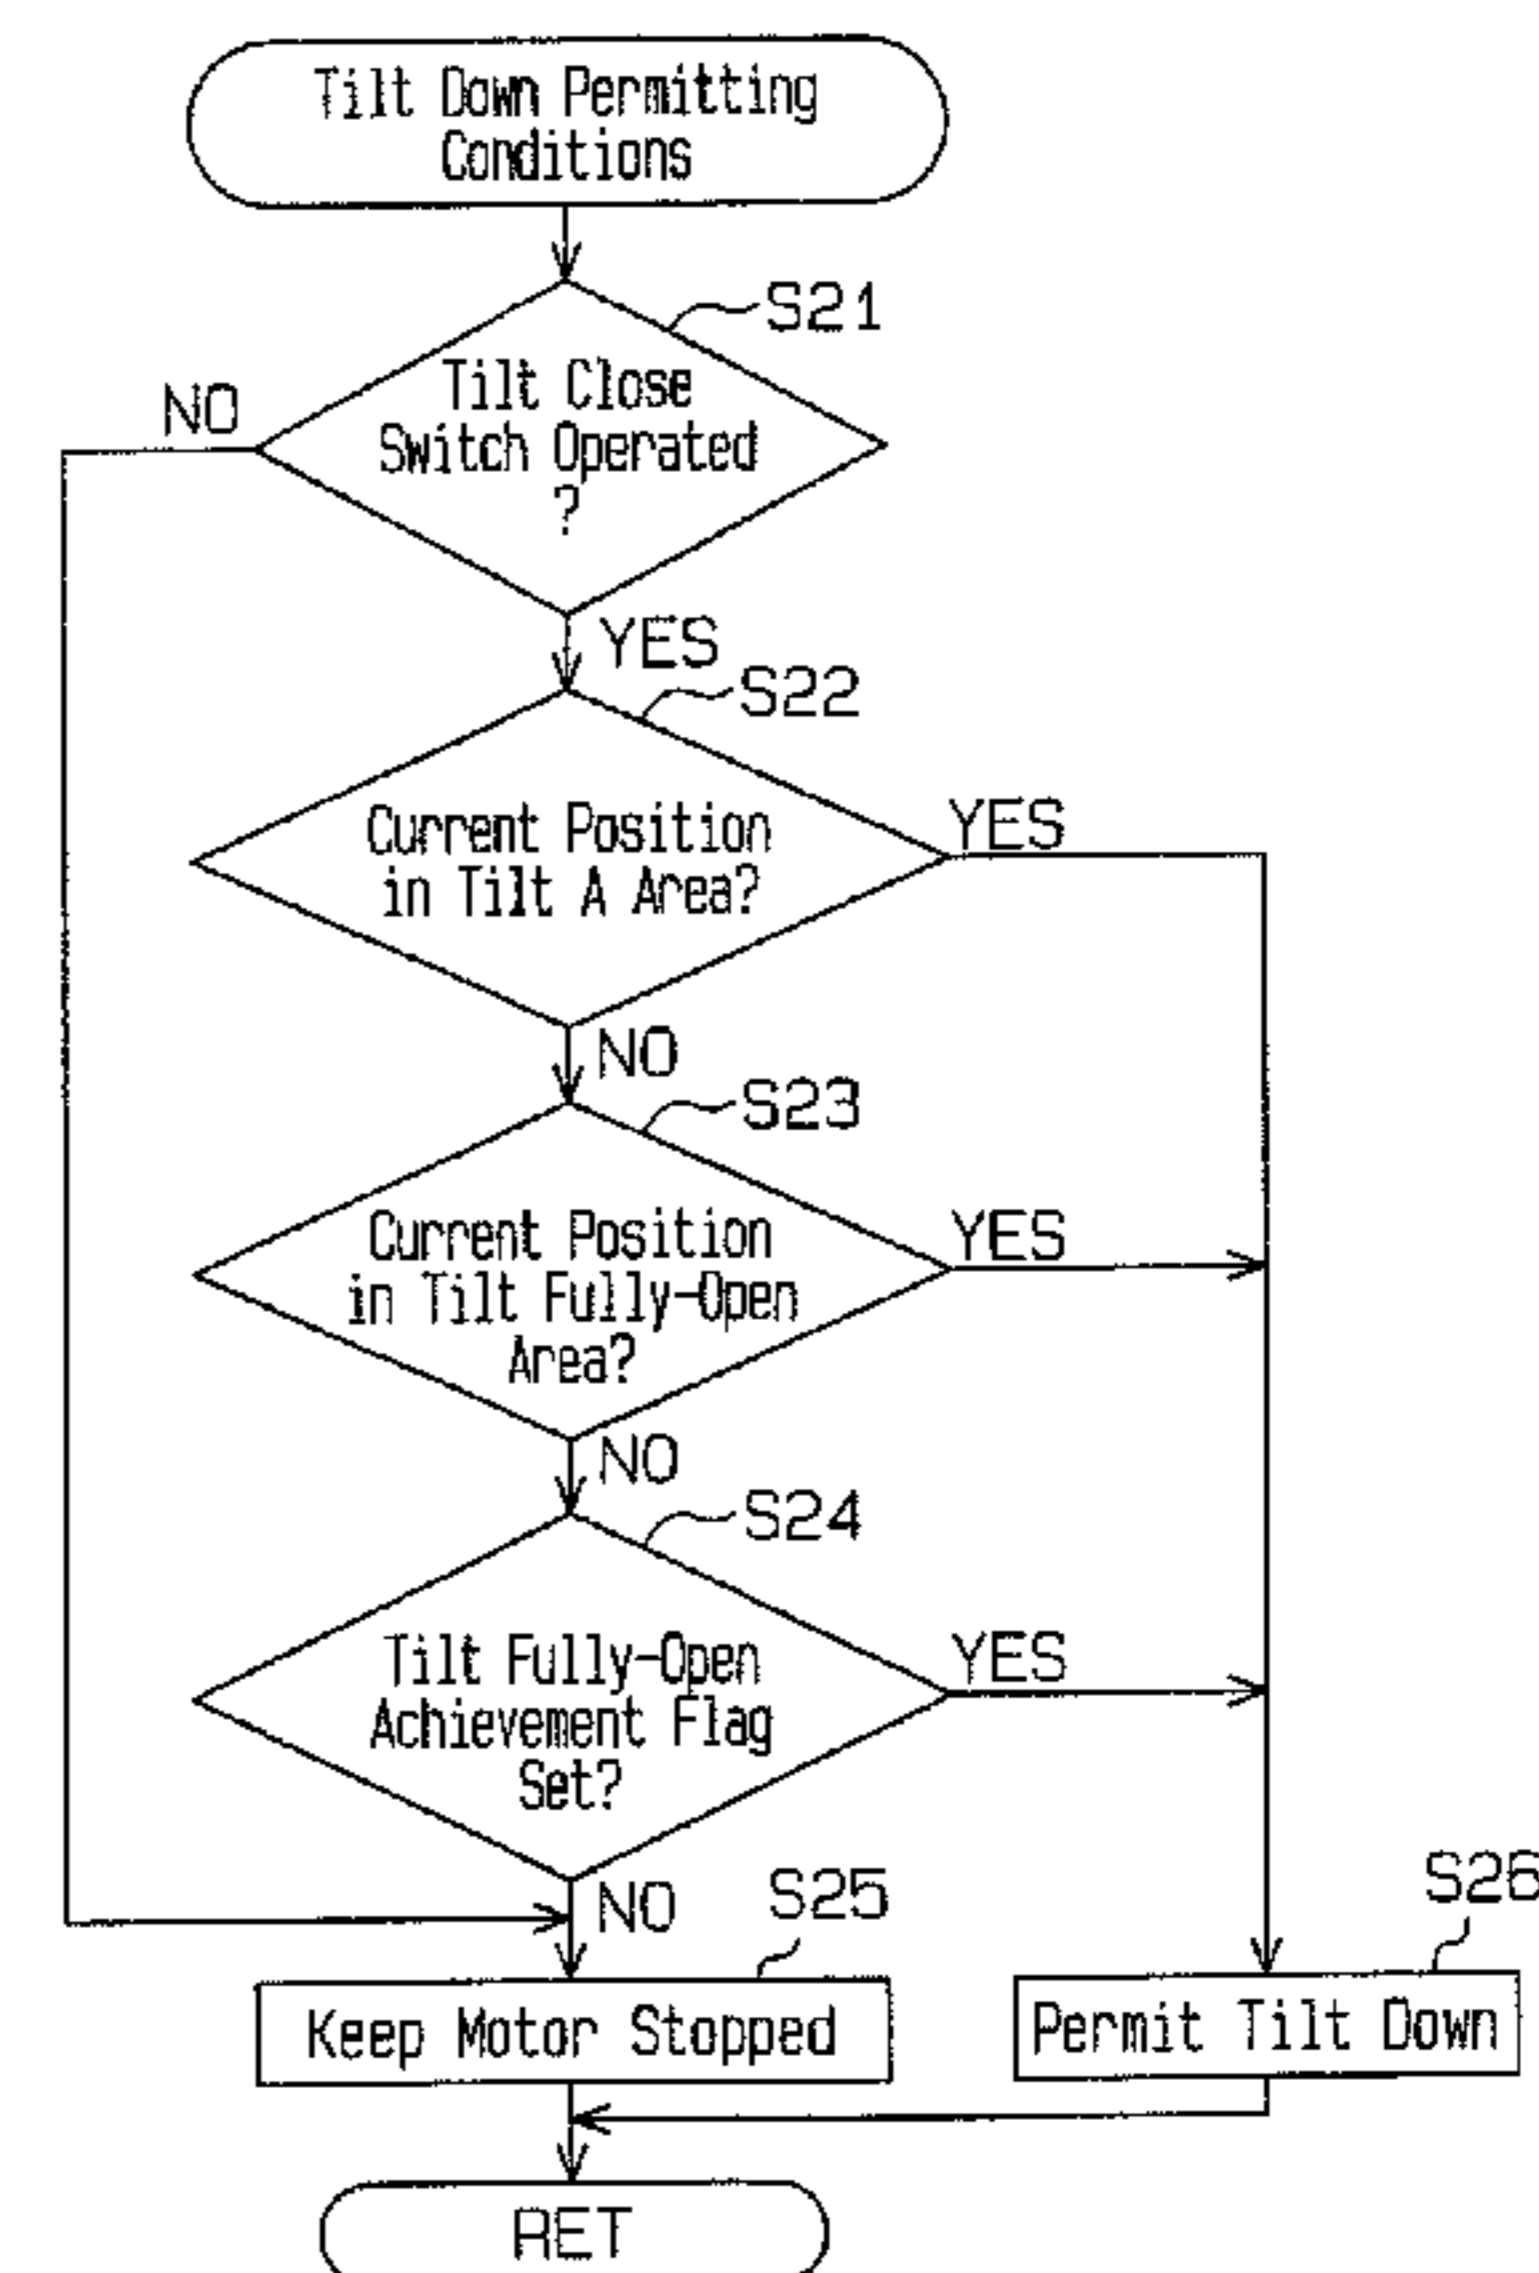 Tilt Down Permitting
Conditions
S21
Tilt Close
Switch Operated
?
NO
YES
S22
Current Position
in Tilt A Area?
YES
NO
S23
Current Position
in Tilt Fully-Open
Area?
YES
NO
S24
Tilt Fully-Open
Achievement Flag
Set?
YES
NO
S25
Keep Motor Stopped
S26
Permit Tilt Down
RET